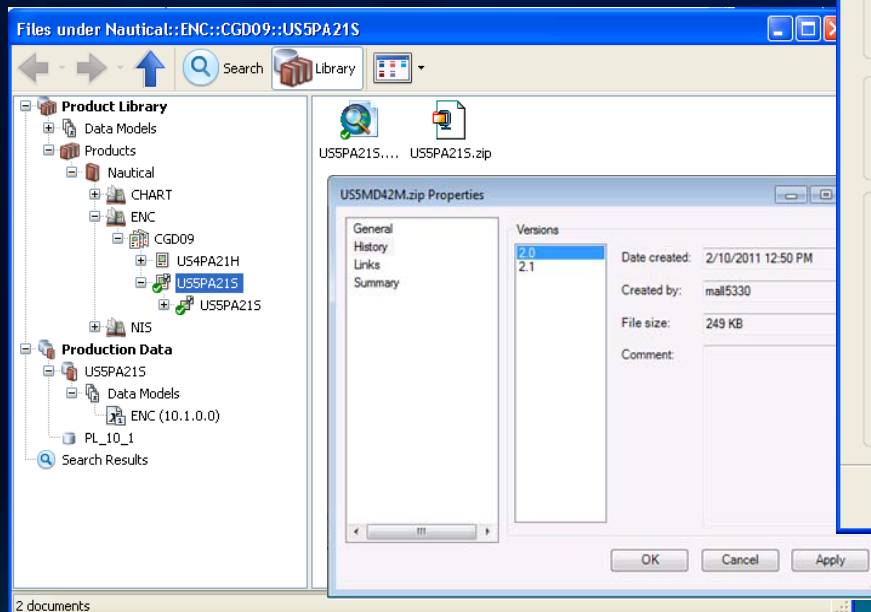 Files under Nautical::ENC::CGD09::US5PA21S
Search
Library
Product Library
Data Models
Products
Nautical
CHART
ENC
CGD09
US4PA21H
US5PA21S
US5PA21S
NIS
Production Data
US5PA21S
Data Models
ENC (10.1.0.0)
PL_10_1
Search Results
US5PA21S.... US5PA21S.zip
US5MD42M.zip Properties
General
History
Links
Summary
Versions
2.0
2.1
Date created: 2/10/2011 12:50 PM
Created by: mall5330
File size: 249 KB
Comment:
OK Cancel Apply
2 documents